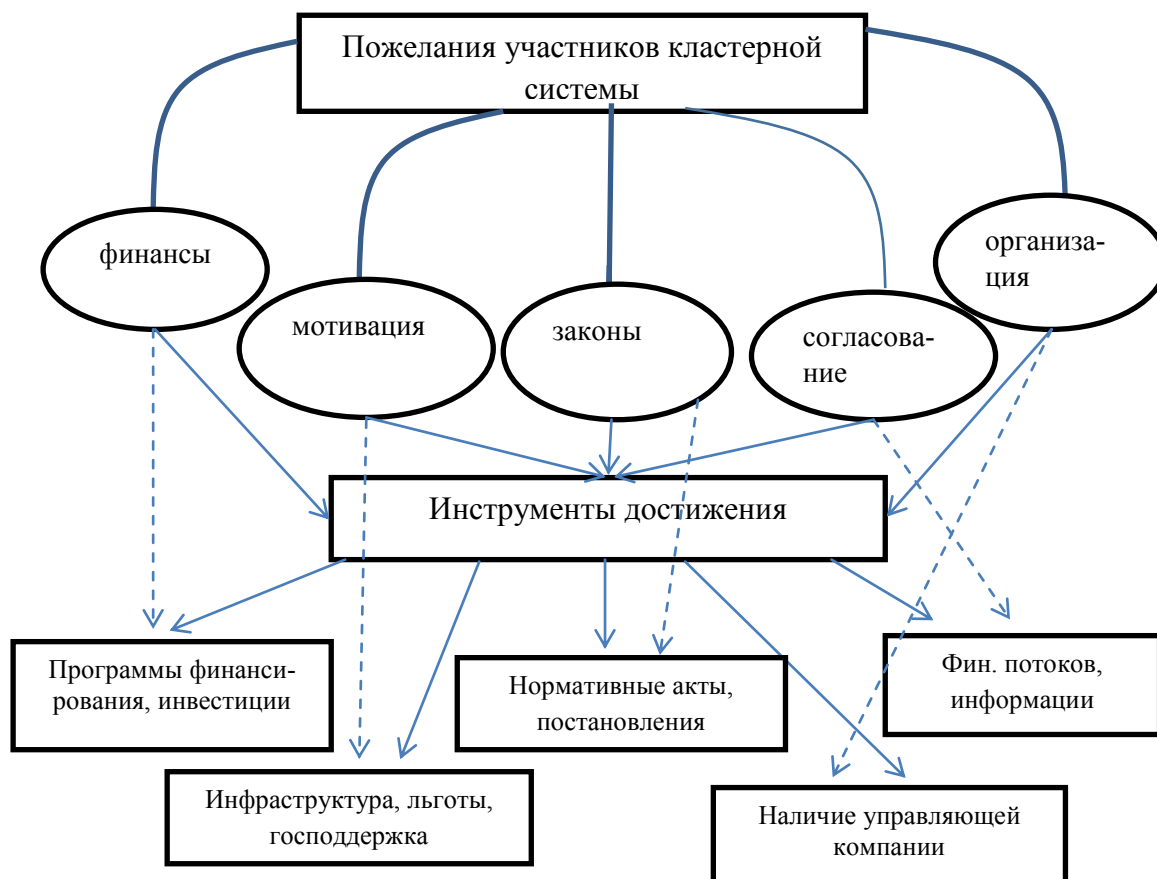 Пожелания участников кластерной
системы
финансы
организа-
ция
мотивация
законы
согласова-
ние
Инструменты достижения
Программы финанси-
рования, инвестиции
Нормативные акты,
постановления
Фин. потоков,
информации
Инфраструктура, льготы,
господдержка
Наличие управляющей
компании